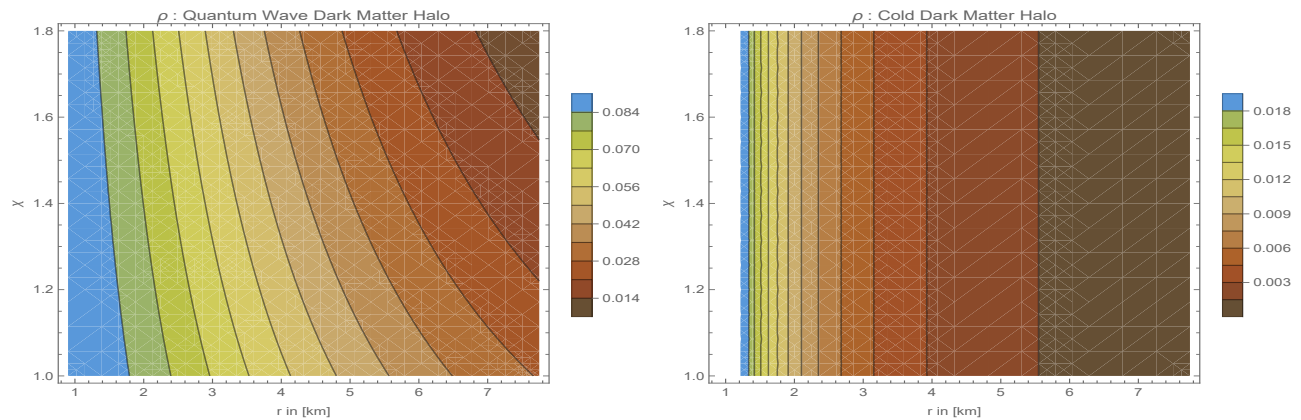 ρ : Quantum Wave Dark Matter Halo
1.8
1.6
1.4
1.2
1.0
χ
1 2 3 4 5 6 7
r in [km]
0.084
0.070
0.056
0.042
0.028
0.014
ρ : Cold Dark Matter Halo
1.8
1.6
1.4
1.2
1.0
χ
1 2 3 4 5 6 7
r in [km]
0.018
0.015
0.012
0.009
0.006
0.003